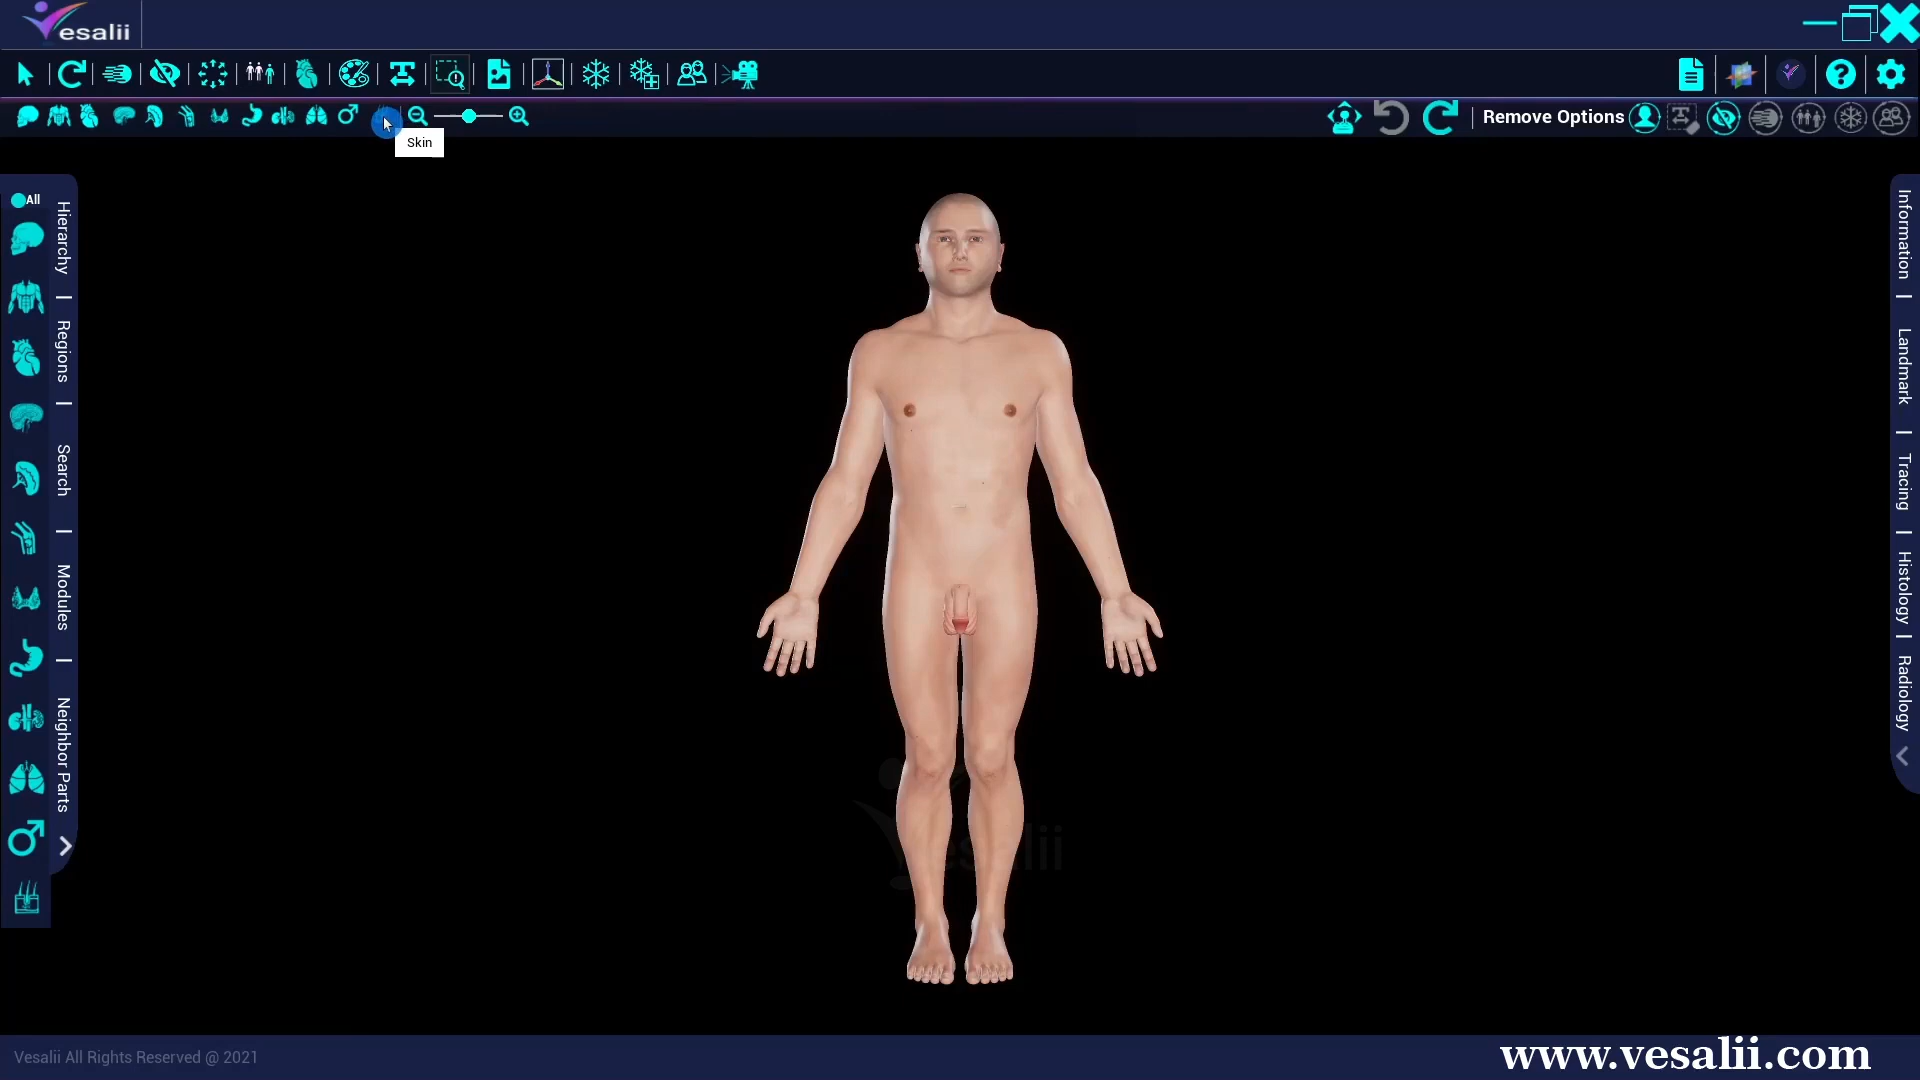 Vesalii
Remove Options
Skin
All
Hierarchy
Regions
Search
Modules
Neighbor Parts
Information
Landmark
Tracing
Histology
Radiology
esalii
Vesalii All Rights Reserved @ 2021
www.vesalii.com